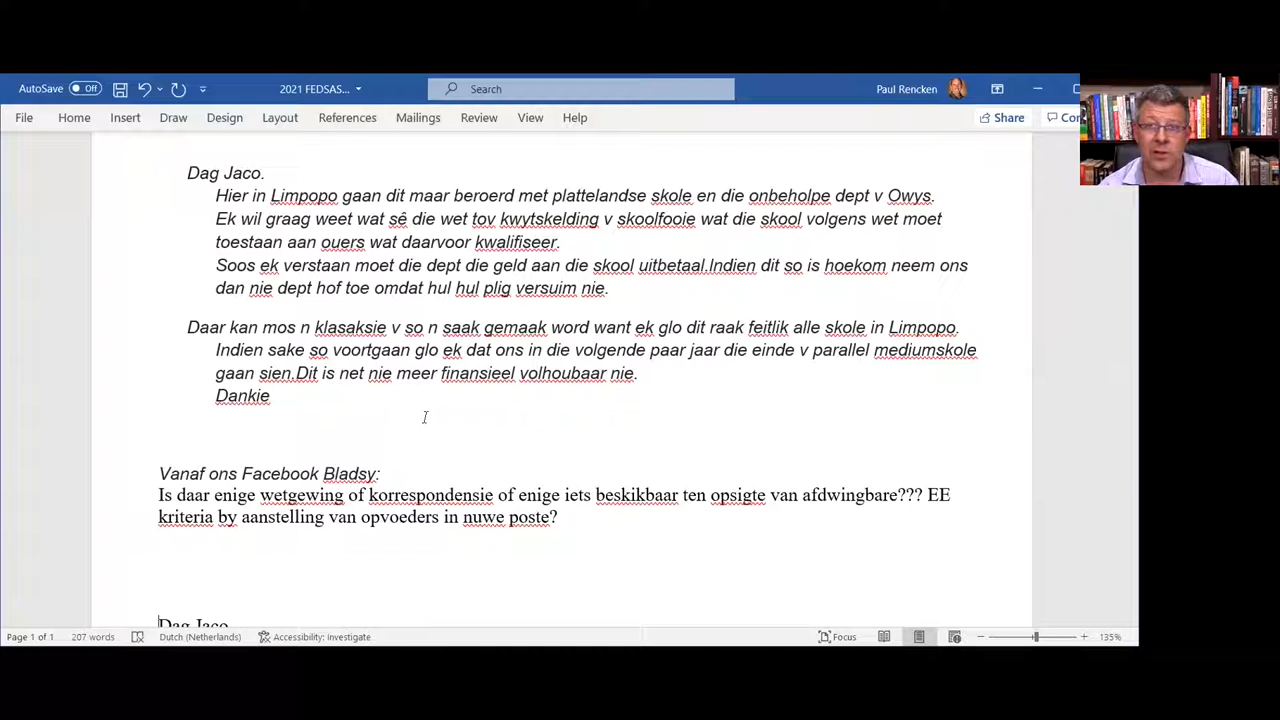 AutoSave Off 2021 FEDSAS... Search Paul Rencken
File Home Insert Draw Design Layout References Mailings Review View Help Share
Dag Jaco.
Hier in Limpopo gaan dit maar beroerd met plattelandse skole en die onbeholpe dept v Owys.
Ek wil graag weet wat sê die wet tov kwytskelding v skoolfooie wat die skool volgens wet moet
toestaan aan ouers wat daarvoor kwalifiseer.
Soos ek verstaan moet die dept die geld aan die skool uitbetaal.Indien dit so is hoekom neem ons
dan nie dept hof toe omdat hul hul plig versuim nie.
Daar kan mos n klasaksie v so n saak gemaak word want ek glo dit raak feitlik alle skole in Limpopo.
Indien sake so voortgaan glo ek dat ons in die volgende paar jaar die einde v parallel mediumskole
gaan sien.Dit is net nie meer finansieel volhoubaar nie.
Dankie
Vanaf ons Facebook Bladsy:
Is daar enige wetgewing of korrespondensie of enige iets beskikbaar ten opsigte van afdwingbare??? EE
kriteria by aanstelling van opvoeders in nuwe poste?
Dag Jaco
Page 1 of 1 207 words Dutch (Netherlands) Accessibility: Investigate Focus 135%